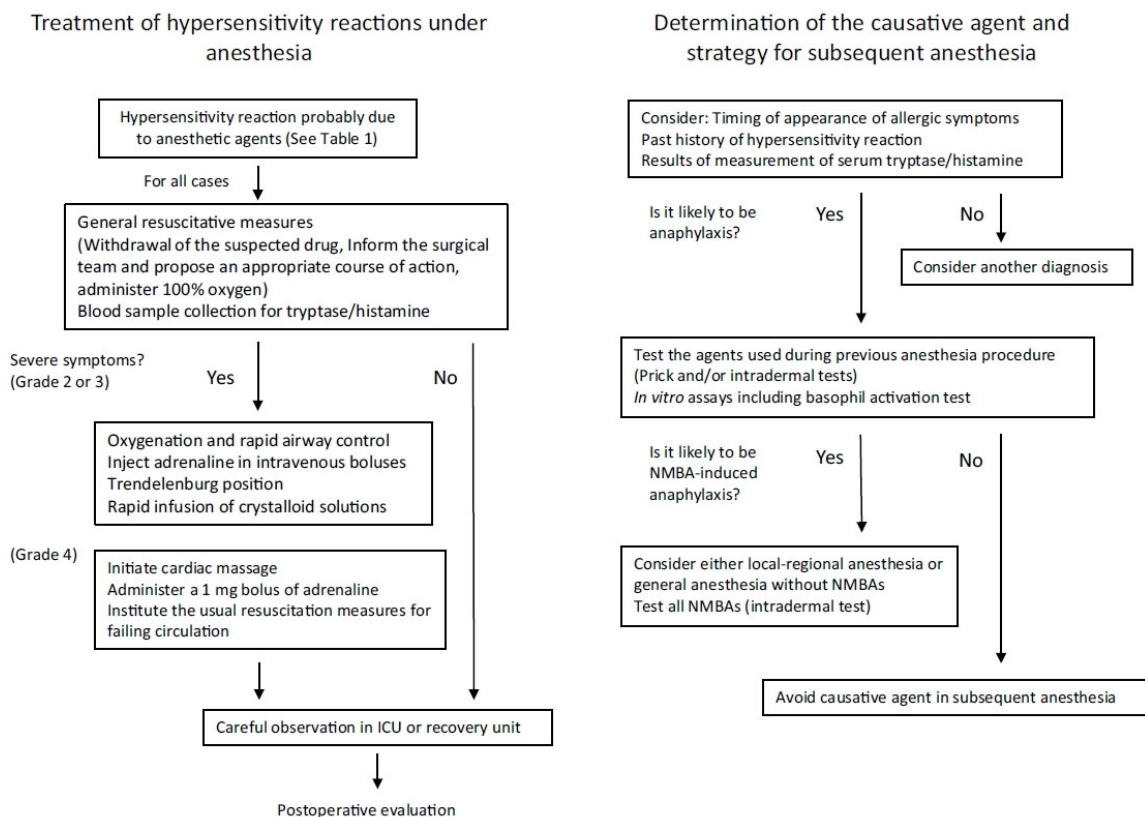 Treatment of hypersensitivity reactions under
anesthesia
Hypersensitivity reaction probably due
to anesthetic agents (See Table 1)
For all cases
General resuscitative measures
(Withdrawal of the suspected drug, Inform the surgical
team and propose an appropriate course of action,
administer 100% oxygen)
Blood sample collection for tryptase/histamine
Severe symptoms?
(Grade 2 or 3)
Yes
No
Oxygenation and rapid airway control
Inject adrenaline in intravenous boluses
Trendelenburg position
Rapid infusion of crystalloid solutions
(Grade 4)
Initiate cardiac massage
Administer a 1 mg bolus of adrenaline
Institute the usual resuscitation measures for
failing circulation
Careful observation in ICU or recovery unit
Postoperative evaluation
Determination of the causative agent and
strategy for subsequent anesthesia
Consider: Timing of appearance of allergic symptoms
Past history of hypersensitivity reaction
Results of measurement of serum tryptase/histamine
Is it likely to be
anaphylaxis?
Yes
No
Consider another diagnosis
Test the agents used during previous anesthesia procedure
(Prick and/or intradermal tests)
In vitro assays including basophil activation test
Is it likely to be
NMBA-induced
anaphylaxis?
Yes
No
Consider either local-regional anesthesia or
general anesthesia without NMBAs
Test all NMBAs (intradermal test)
Avoid causative agent in subsequent anesthesia